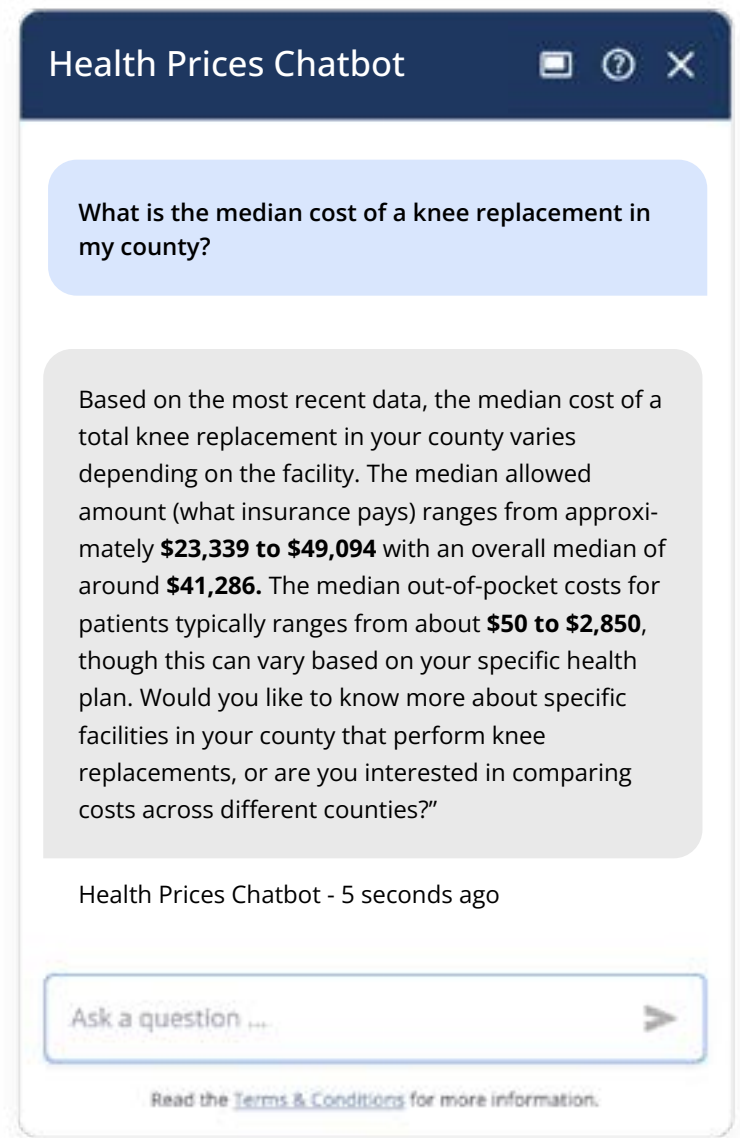 Health Prices Chatbot
What is the median cost of a knee replacement in
my county?
Based on the most recent data, the median cost of a
total knee replacement in your county varies
depending on the facility. The median allowed
amount (what insurance pays) ranges from approxi-
mately $23,339 to $49,094 with an overall median of
around $41,286. The median out-of-pocket costs for
patients typically ranges from about $50 to $2,850,
though this can vary based on your specific health
plan. Would you like to know more about specific
facilities in your county that perform knee
replacements, or are you interested in comparing
costs across different counties?”
Health Prices Chatbot - 5 seconds ago
Ask a question ...
Read the Terms & Conditions for more information.